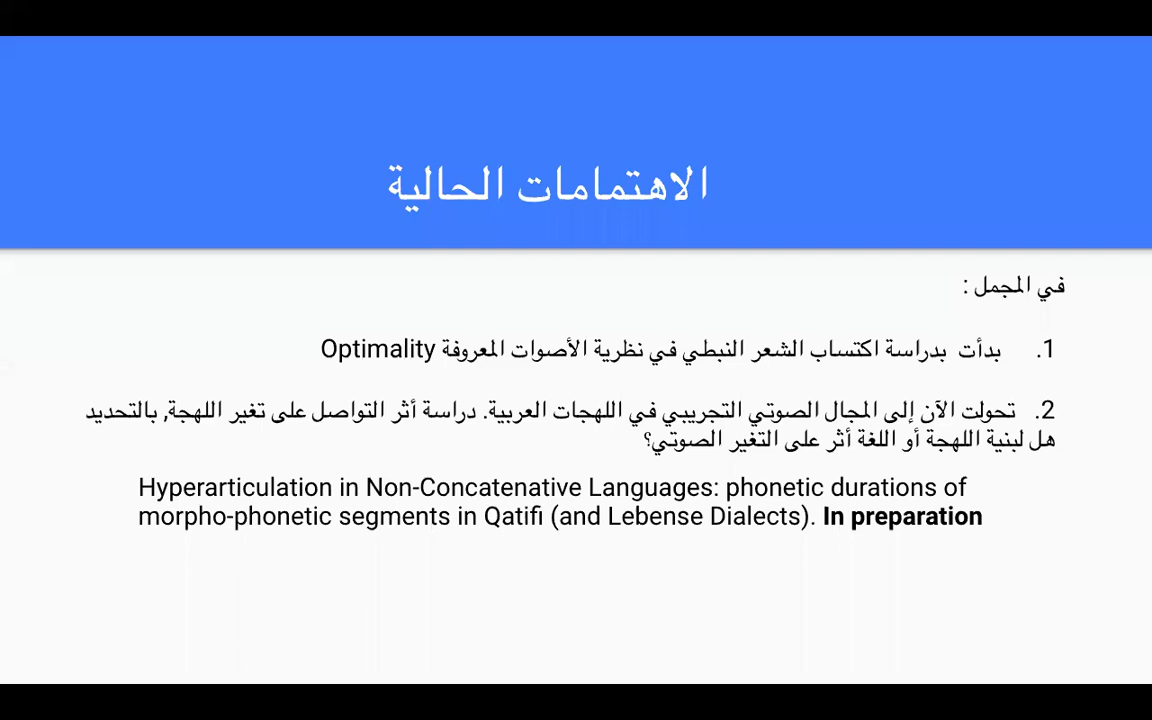 الاهتمامات الحالية
في المجمل :
1. بدأت بدراسة اكتساب الشعر النبطي في نظرية الأصوات المعروفة Optimality
2. تحولت الآن إلى المجال الصوتي التجريبي في اللهجات العربية. دراسة أثر التواصل على تغير اللهجة, بالتحديد
هل لبنية اللهجة أو اللغة أثر على التغير الصوتي؟
Hyperarticulation in Non-Concatenative Languages: phonetic durations of
morpho-phonetic segments in Qatifi (and Lebense Dialects). In preparation